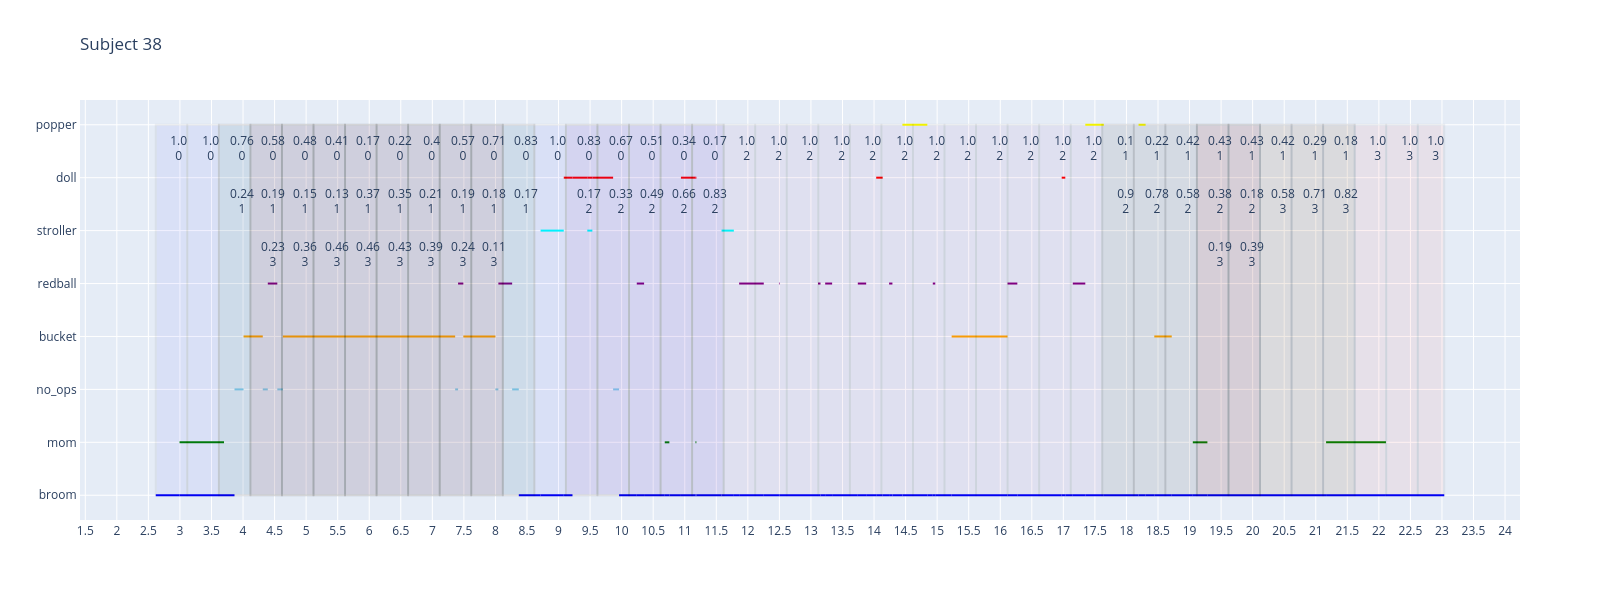 Subject 38
popper
1.0 1.0 0.76 0.58 0.48 0.41 0.17 0.22 0.4 0.57 0.71 0.83 1.0 0.83 0.67 0.51 0.34 0.17 1.0 1.0 1.0 1.0 1.0 1.0 1.0 1.0 1.0 1.0 1.0 1.0 0.1 0.22 0.42 0.43 0.43 0.42 0.29 0.18 1.0 1.0 1.0
0 0 0 0 0 0 0 0 0 0 0 0 0 0 0 0 0 0 2 2 2 2 2 2 2 2 2 2 2 2 1 1 1 1 1 1 1 1 3 3 3
doll
0.24 0.19 0.15 0.13 0.37 0.35 0.21 0.19 0.18 0.17 0.17 0.33 0.49 0.66 0.83 0.9 0.78 0.58 0.38 0.18 0.58 0.71 0.82
1 1 1 1 1 1 1 1 1 1 2 2 2 2 2 2 2 2 2 2 3 3 3
stroller
0.23 0.36 0.46 0.46 0.43 0.39 0.24 0.11 0.19 0.39
3 3 3 3 3 3 3 3 3 3
redball
bucket
no_ops
mom
broom
1.5 2 2.5 3 3.5 4 4.5 5 5.5 6 6.5 7 7.5 8 8.5 9 9.5 10 10.5 11 11.5 12 12.5 13 13.5 14 14.5 15 15.5 16 16.5 17 17.5 18 18.5 19 19.5 20 20.5 21 21.5 22 22.5 23 23.5 24